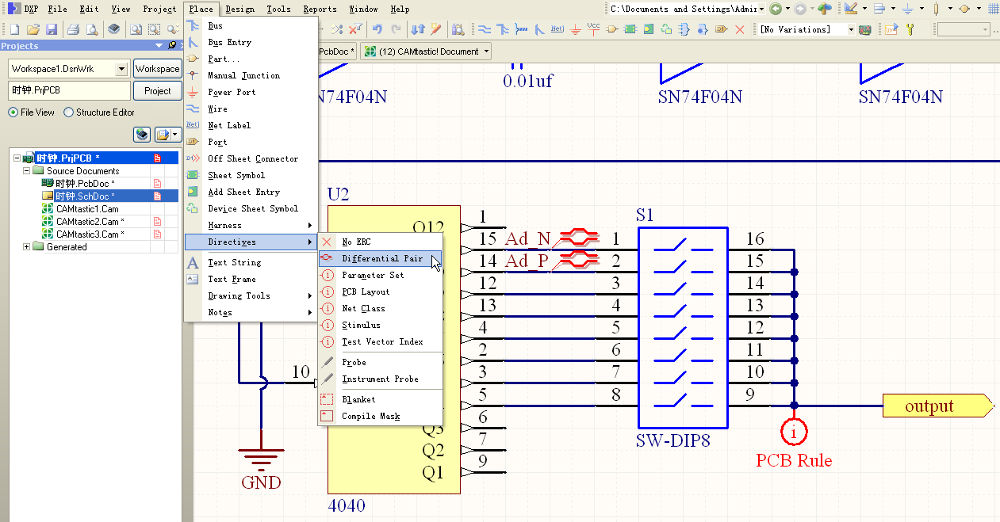 DXP File Edit View Project Place Design Tools Reports Window Help
C:\Documents and Settings\Admin
[No Variations]
Projects
Workspace1.DsnWrk
Workspace
时钟.PrjPCB
Project
File View
Structure Editor
时钟.PrjPCB *
Source Documents
时钟.PcbDoc *
时钟.SchDoc *
CAMtastic1.Cam
CAMtastic2.Cam *
CAMtastic3.Cam *
Generated
Bus
Bus Entry
Part...
Manual Junction
Power Port
Wire
Net Label
Port
Off Sheet Connector
Sheet Symbol
Add Sheet Entry
Device Sheet Symbol
Harness
Directives
Text String
Text Frame
Drawing Tools
Notes
No ERC
Differential Pair
Parameter Set
PCB Layout
Net Class
Stimulus
Test Vector Index
Probe
Instrument Probe
Blanket
Compile Mask
PcbDoc *
(12) CAMtastic! Document
0.01uf
SN74F04N
SN74F04N
SN74F04N
U2
Q12
1
15 Ad_N
14 Ad_P
12
13
4
2
3
5
6
7
9
Q3
Q2
Q1
4040
10
GND
S1
1
2
3
4
5
6
7
8
16
15
14
13
12
11
10
9
SW-DIP8
output
i
PCB Rule